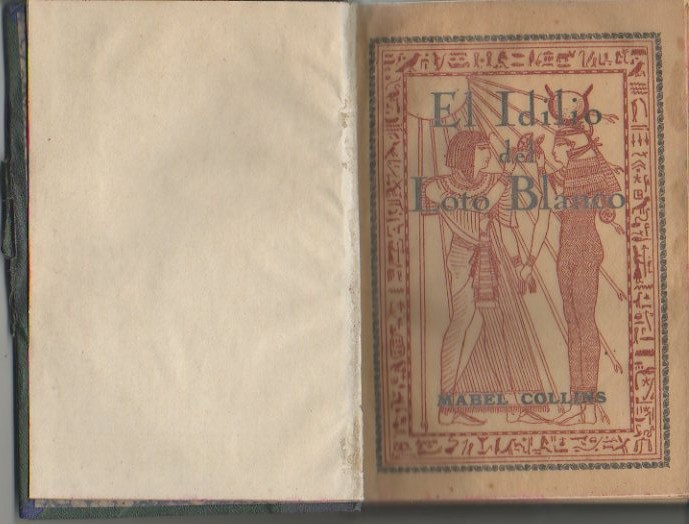 El Idilio
del
Loto Blanco
MABEL COLLINS